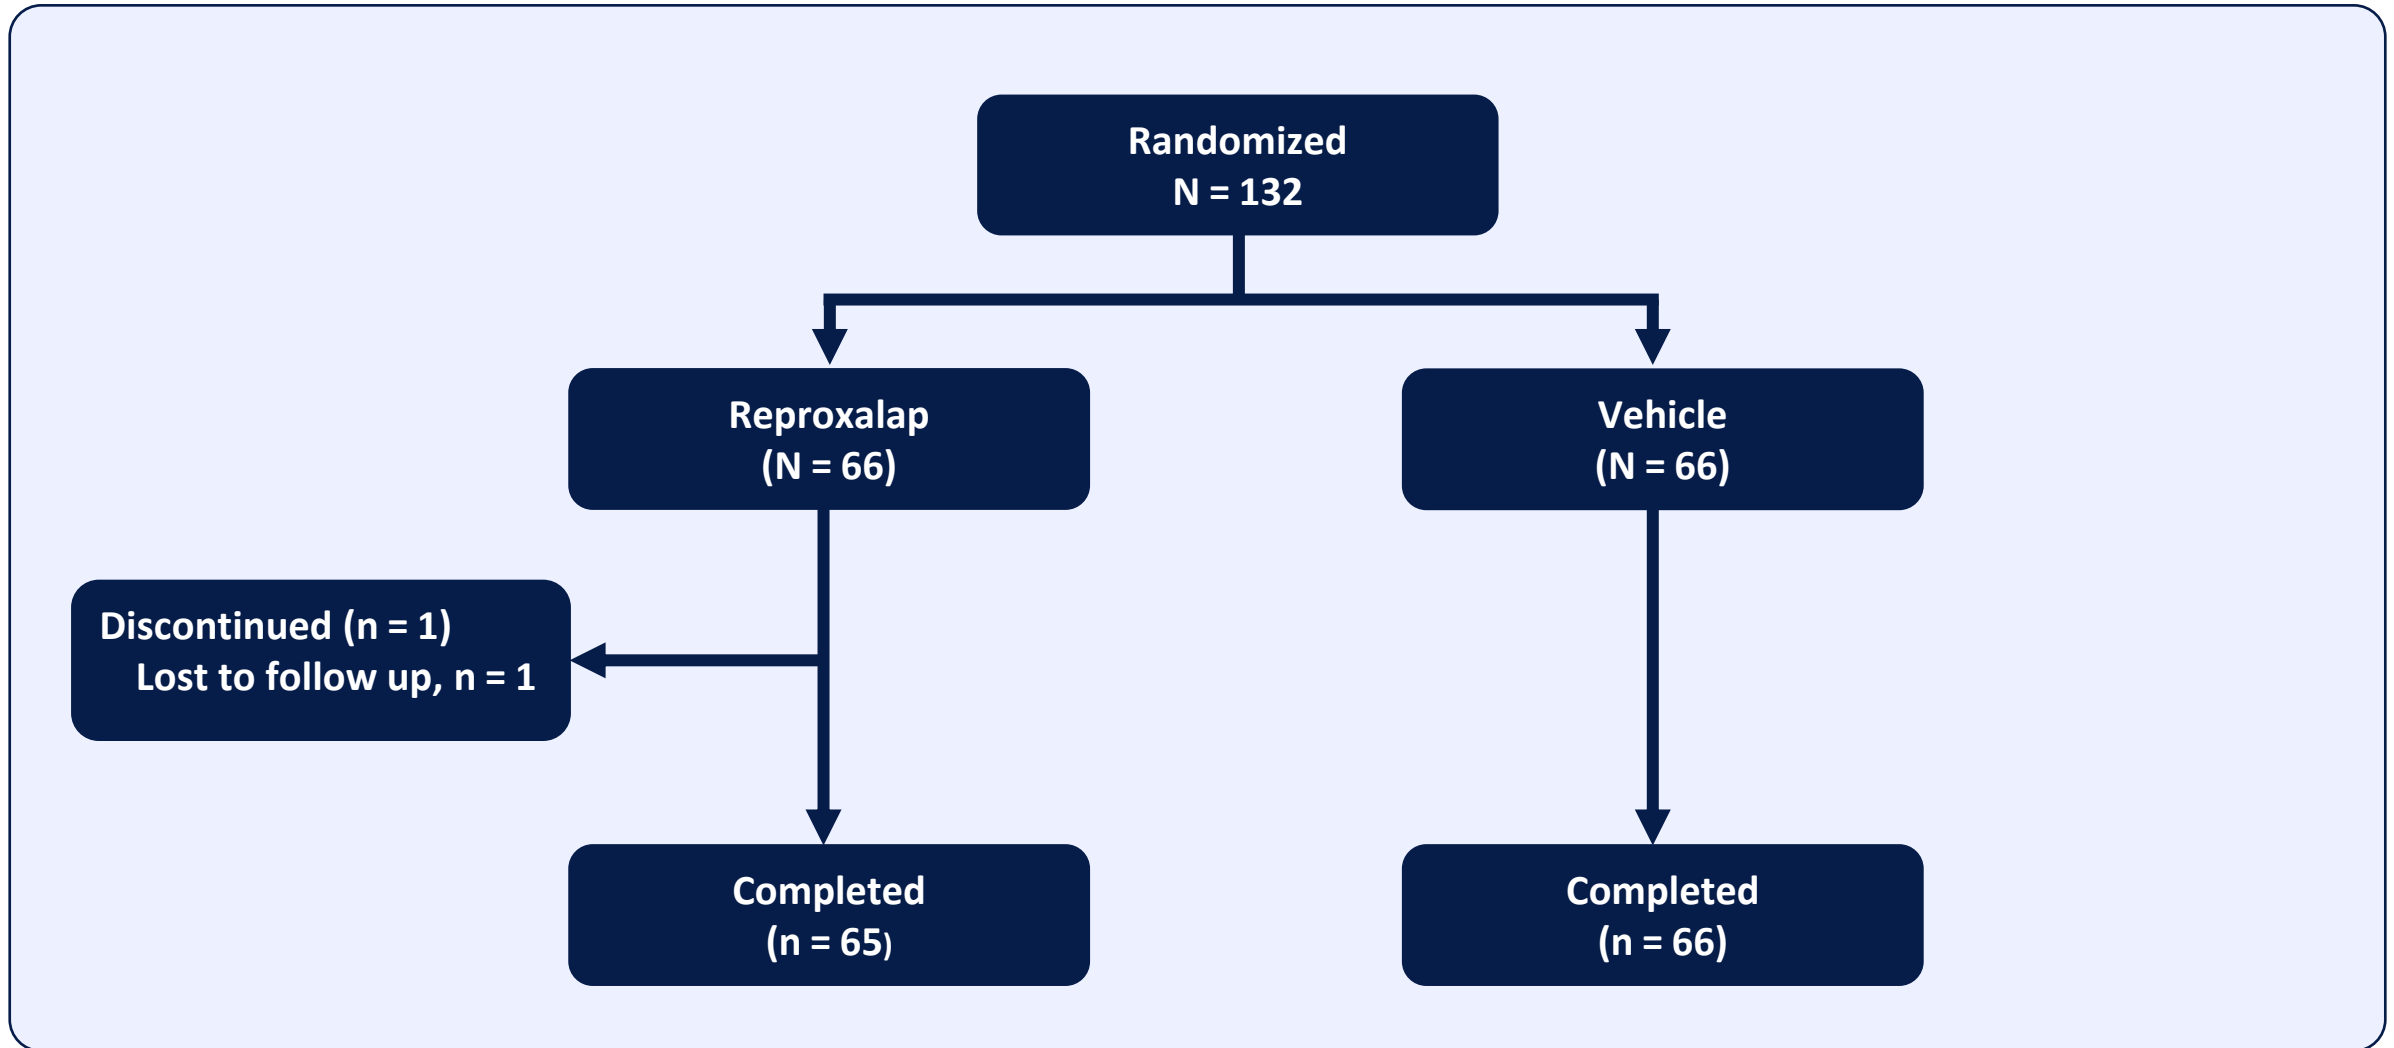 Randomized
N = 132
Reproxalap
(N = 66)
Vehicle
(N = 66)
Discontinued (n = 1)
Lost to follow up, n = 1
Completed
(n = 65)
Completed
(n = 66)